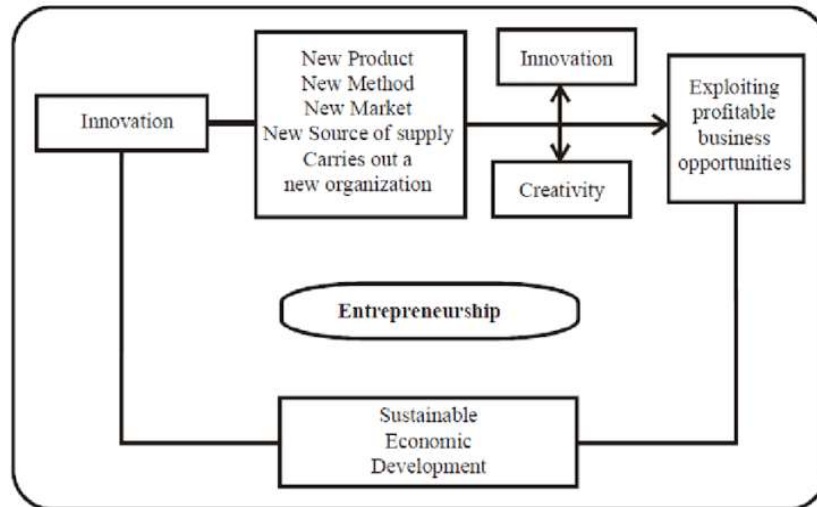 Innovation
New Product
New Method
New Market
New Source of supply
Carries out a
new organization
Innovation
Creativity
Exploiting
profitable
business
opportunities
Entrepreneurship
Sustainable
Economic
Development